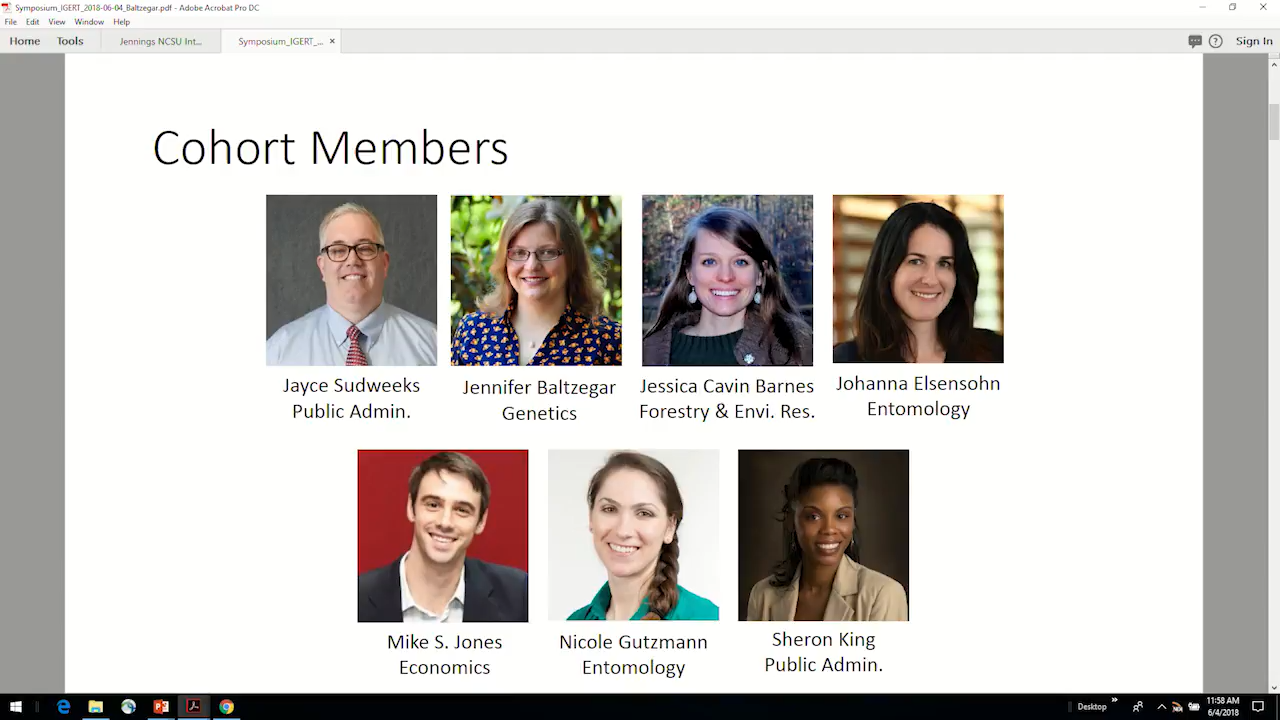 Symposium_IGERT_2018-06-04_Baltzegar.pdf - Adobe Acrobat Pro DC
File Edit View Window Help
Home Tools Jennings NCSU Int... Symposium_IGERT_... × Sign In
Cohort Members
Jayce Sudweeks
Public Admin.
Jennifer Baltzegar
Genetics
Jessica Cavin Barnes
Forestry & Envi. Res.
Johanna Elsensohn
Entomology
Mike S. Jones
Economics
Nicole Gutzmann
Entomology
Sheron King
Public Admin.
Desktop
11:58 AM
6/4/2018